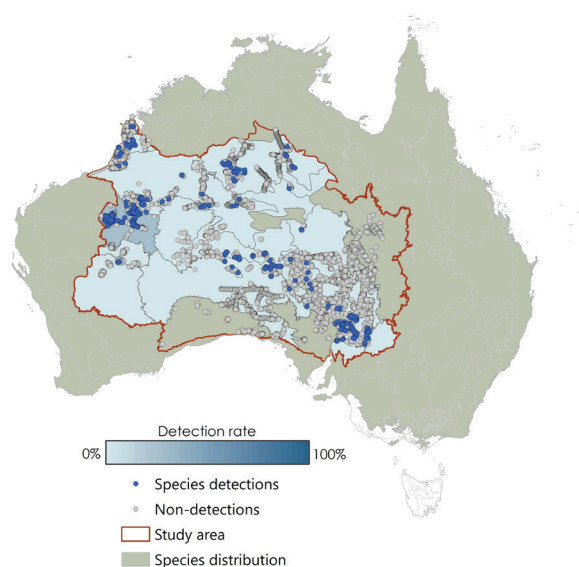 Detection rate
0% 100%
Species detections
Non-detections
Study area
Species distribution